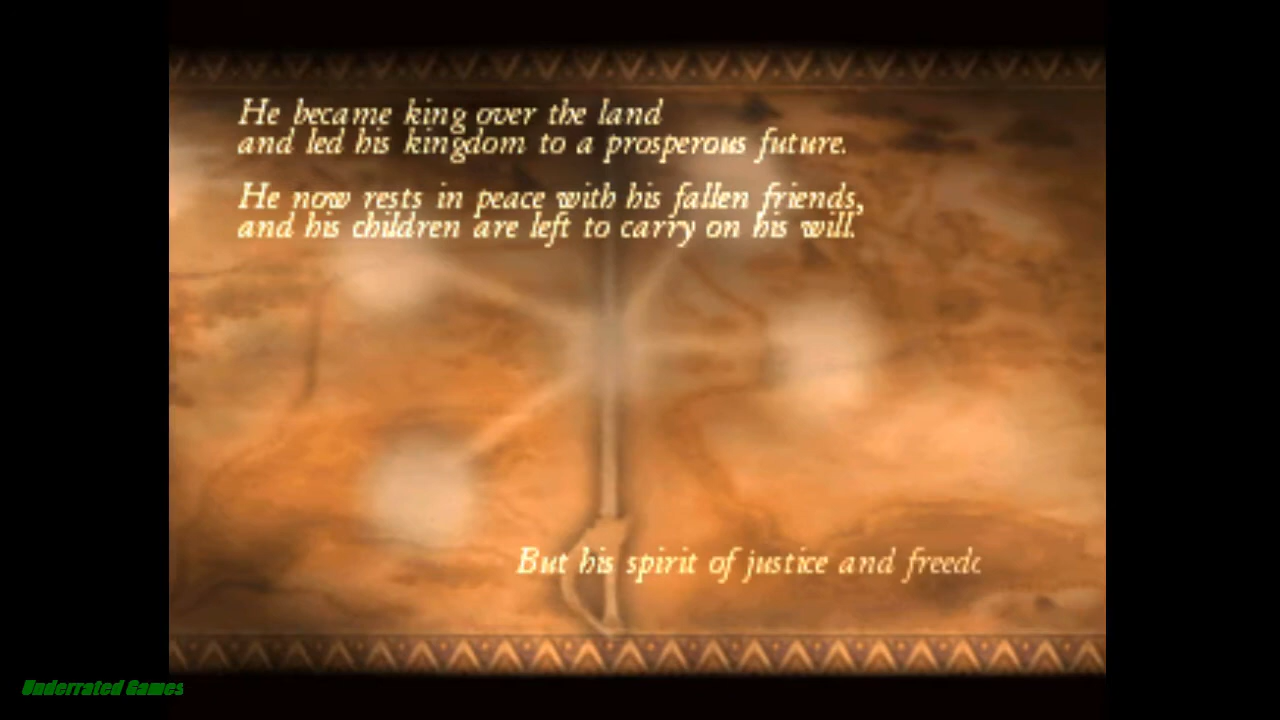 He became king over the land
and led his kingdom to a prosperous future.
He now rests in peace with his fallen friends,
and his children are left to carry on his will.
But his spirit of justice and freedo
Underrated Games